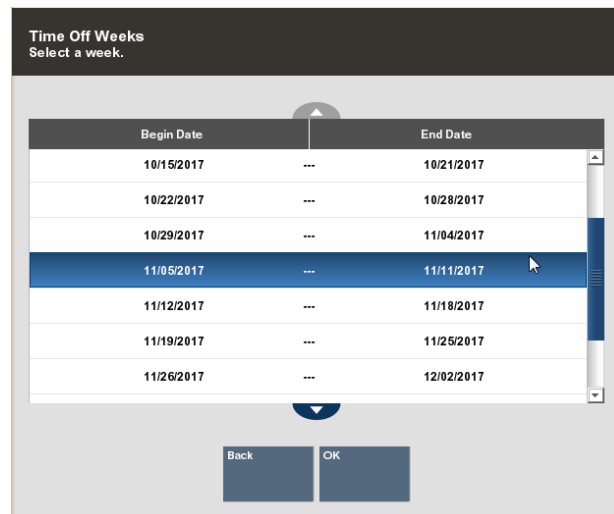 Time Off Weeks
Select a week.
Begin Date End Date
10/15/2017 --- 10/21/2017
10/22/2017 --- 10/28/2017
10/29/2017 --- 11/04/2017
11/05/2017 --- 11/11/2017
11/12/2017 --- 11/18/2017
11/19/2017 --- 11/25/2017
11/26/2017 --- 12/02/2017
Back OK